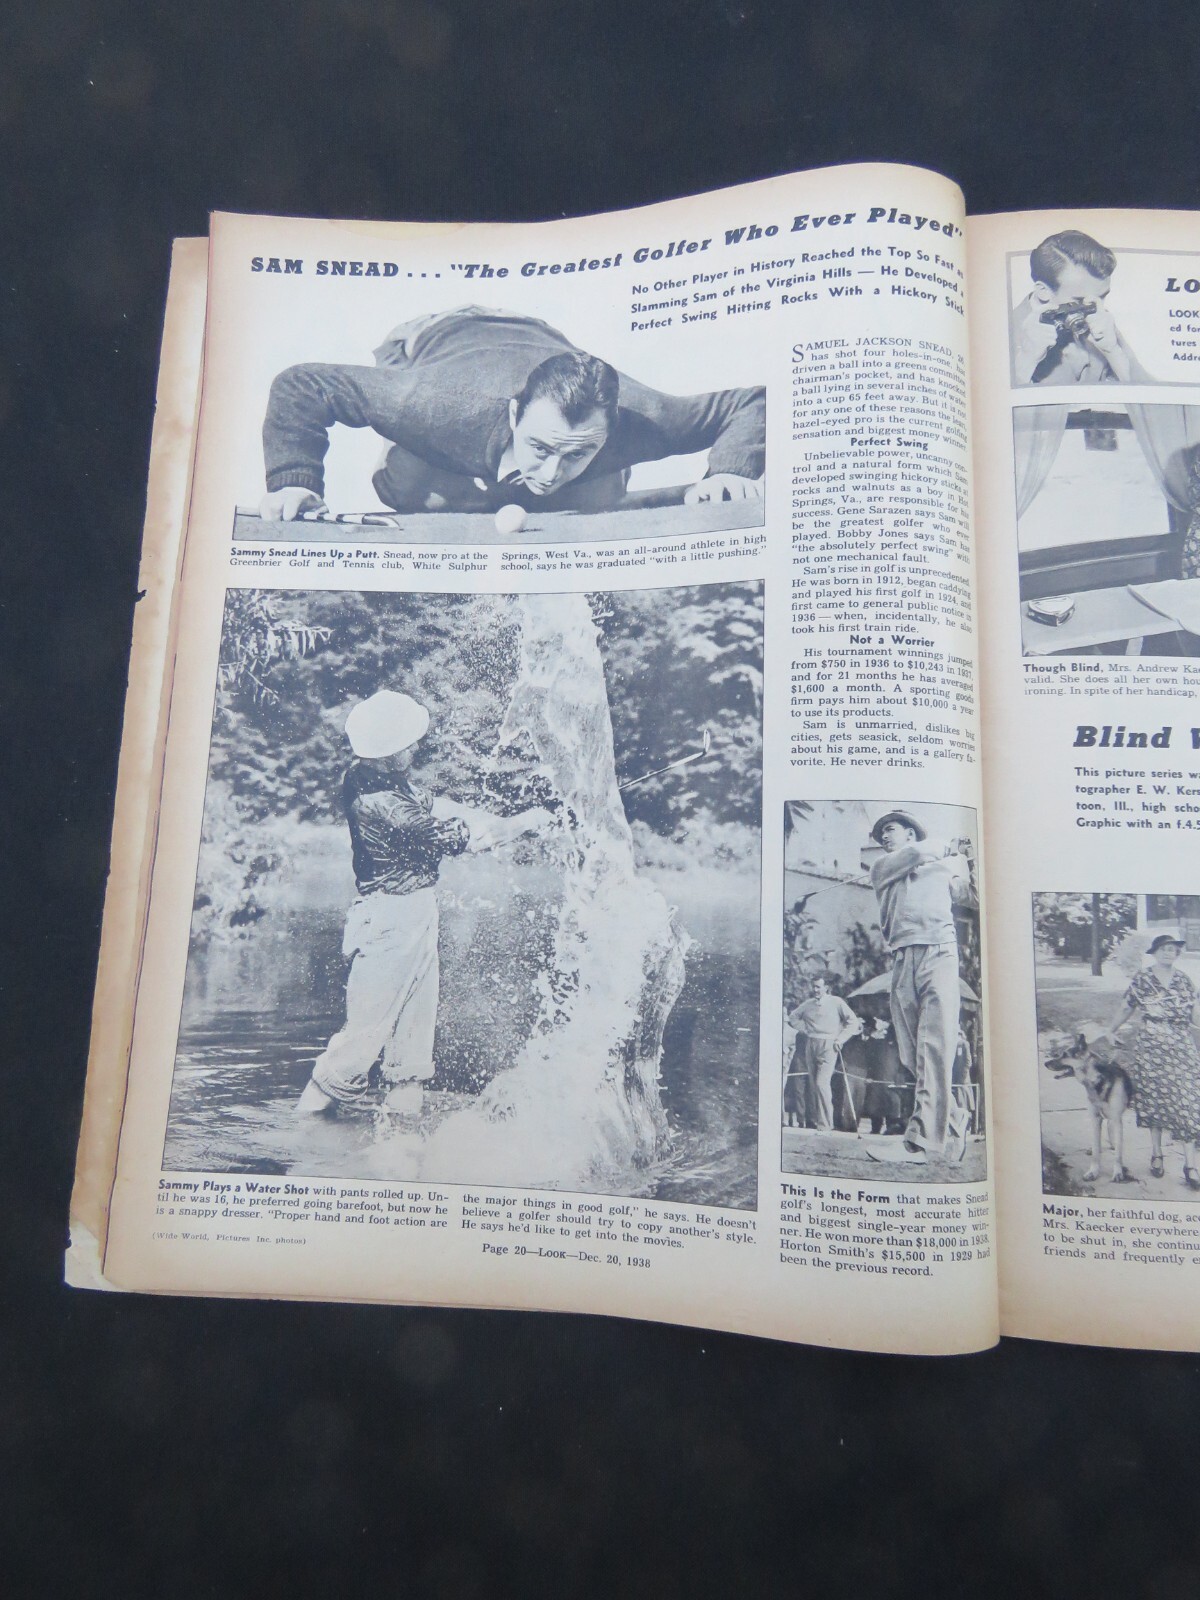 SAM SNEAD... "The Greatest Golfer Who Ever Played"
No Other Player in History Reached the Top So Fast as
Slamming Sam of the Virginia Hills — He Developed a
Perfect Swing Hitting Rocks With a Hickory Stick
Sammy Snead Lines Up a Putt. Snead, now pro at the
Greenbrier Golf and Tennis club, White Sulphur
Springs, West Va., was an all-around athlete in high
school, says he was graduated "with a little pushing."
SAMUEL JACKSON SNEAD,
has shot four holes-in-one, has
driven a ball into a greens committee
chairman's pocket, and has knocked
a ball lying in several inches of water
into a cup 65 feet away. But it is not
for any one of these reasons the lean,
hazel-eyed pro is the current golfing
sensation and biggest money winner.
Perfect Swing
Unbelievable power, uncanny con-
trol and a natural form which Sam
developed swinging hickory sticks at
rocks and walnuts as a boy in Hot
Springs, Va., are responsible for his
success. Gene Sarazen says Sam will
be the greatest golfer who ever
played. Bobby Jones says Sam has
"the absolutely perfect swing" with
not one mechanical fault.
Sam's rise in golf is unprecedented.
He was born in 1912, began caddying
and played his first golf in 1924, and
first came to general public notice in
1936 — when, incidentally, he also
took his first train ride.
Not a Worrier
His tournament winnings jumped
from $750 in 1936 to $10,243 in 1937,
and for 21 months he has averaged
$1,600 a month. A sporting goods
firm pays him about $10,000 a year
to use its products.
Sam is unmarried, dislikes big
cities, gets seasick, seldom worries
about his game, and is a gallery fa-
vorite. He never drinks.
Sammy Plays a Water Shot with pants rolled up. Un-
til he was 16, he preferred going barefoot, but now he
is a snappy dresser. "Proper hand and foot action are
the major things in good golf," he says. He doesn't
believe a golfer should try to copy another's style.
He says he'd like to get into the movies.
(Wide World, Pictures Inc. photos)
This Is the Form that makes Snead
golf's longest, most accurate hitter
and biggest single-year money win-
ner. He won more than $18,000 in 1938.
Horton Smith's $15,500 in 1929 had
been the previous record.
Page 20—LOOK—Dec. 20, 1938
LO
LOOK
ed for
tures
Addre
Though Blind, Mrs. Andrew Kae
valid. She does all her own hou
ironing. In spite of her handicap,
Blind
This picture series wa
tographer E. W. Kers
toon, Ill., high scho
Graphic with an f.4.5
Major, her faithful dog, acc
Mrs. Kaecker everywhere
to be shut in, she continu
friends and frequently e